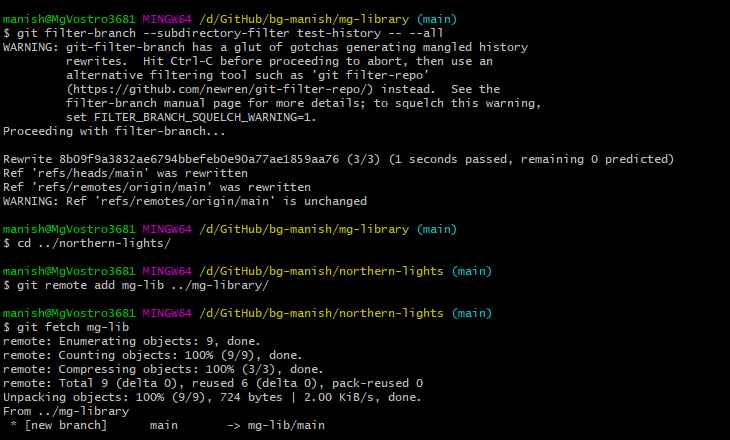 manish@MgVostro3681 MINGW64 /d/GitHub/bg-manish/mg-library (main)
$ git filter-branch --subdirectory-filter test-history -- --all
WARNING: git-filter-branch has a glut of gotchas generating mangled history
         rewrites.  Hit Ctrl-C before proceeding to abort, then use an
         alternative filtering tool such as 'git filter-repo'
         (https://github.com/newren/git-filter-repo/) instead.  See the
         filter-branch manual page for more details; to squelch this warning,
         set FILTER_BRANCH_SQUELCH_WARNING=1.
Proceeding with filter-branch...
Rewrite 8b09f9a3832ae6794bbefeb0e90a77ae1859aa76 (3/3) (1 seconds passed, remaining 0 predicted)
Ref 'refs/heads/main' was rewritten
Ref 'refs/remotes/origin/main' was rewritten
WARNING: Ref 'refs/remotes/origin/main' is unchanged
manish@MgVostro3681 MINGW64 /d/GitHub/bg-manish/mg-library (main)
$ cd ../northern-lights/
manish@MgVostro3681 MINGW64 /d/GitHub/bg-manish/northern-lights (main)
$ git remote add mg-lib ../mg-library/
manish@MgVostro3681 MINGW64 /d/GitHub/bg-manish/northern-lights (main)
$ git fetch mg-lib
remote: Enumerating objects: 9, done.
remote: Counting objects: 100% (9/9), done.
remote: Compressing objects: 100% (3/3), done.
remote: Total 9 (delta 0), reused 6 (delta 0), pack-reused 0
Unpacking objects: 100% (9/9), 724 bytes | 2.00 KiB/s, done.
From ../mg-library
 * [new branch]      main       -> mg-lib/main